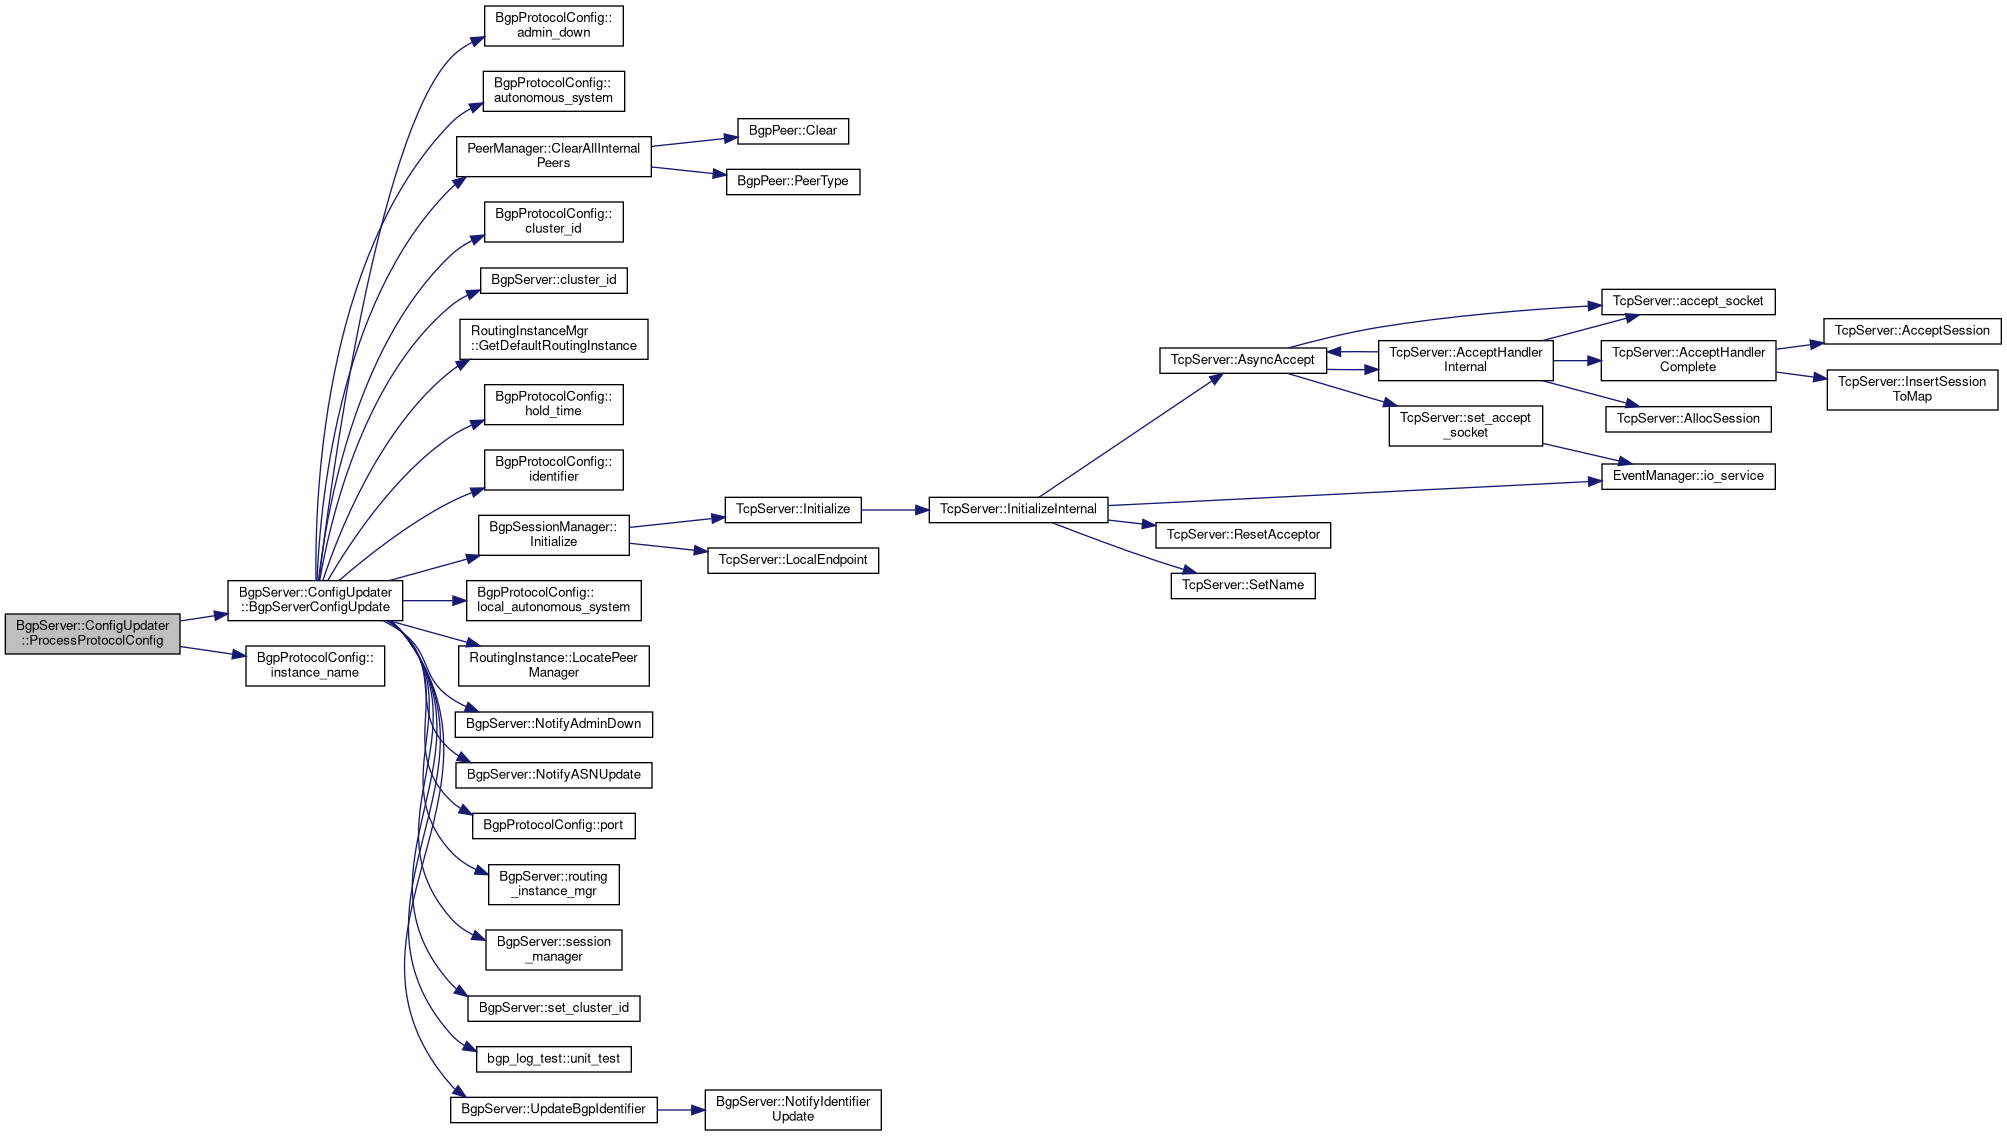 BgpServer::ConfigUpdater
::ProcessProtocolConfig
BgpServer::ConfigUpdater
::BgpServerConfigUpdate
BgpProtocolConfig::
instance_name
BgpProtocolConfig::
admin_down
BgpProtocolConfig::
autonomous_system
PeerManager::ClearAllInternal
Peers
BgpProtocolConfig::
cluster_id
BgpServer::cluster_id
RoutingInstanceMgr
::GetDefaultRoutingInstance
BgpProtocolConfig::
hold_time
BgpProtocolConfig::
identifier
BgpSessionManager::
Initialize
BgpProtocolConfig::
local_autonomous_system
RoutingInstance::LocatePeer
Manager
BgpServer::NotifyAdminDown
BgpServer::NotifyASNUpdate
BgpProtocolConfig::port
BgpServer::routing
_instance_mgr
BgpServer::session
_manager
BgpServer::set_cluster_id
bgp_log_test::unit_test
BgpServer::UpdateBgpIdentifier
BgpPeer::Clear
BgpPeer::PeerType
TcpServer::Initialize
TcpServer::LocalEndpoint
BgpServer::NotifyIdentifier
Update
TcpServer::InitializeInternal
TcpServer::AsyncAccept
TcpServer::ResetAcceptor
TcpServer::SetName
TcpServer::AcceptHandler
Internal
TcpServer::set_accept
_socket
TcpServer::accept_socket
TcpServer::AcceptHandler
Complete
TcpServer::AllocSession
EventManager::io_service
TcpServer::AcceptSession
TcpServer::InsertSession
ToMap